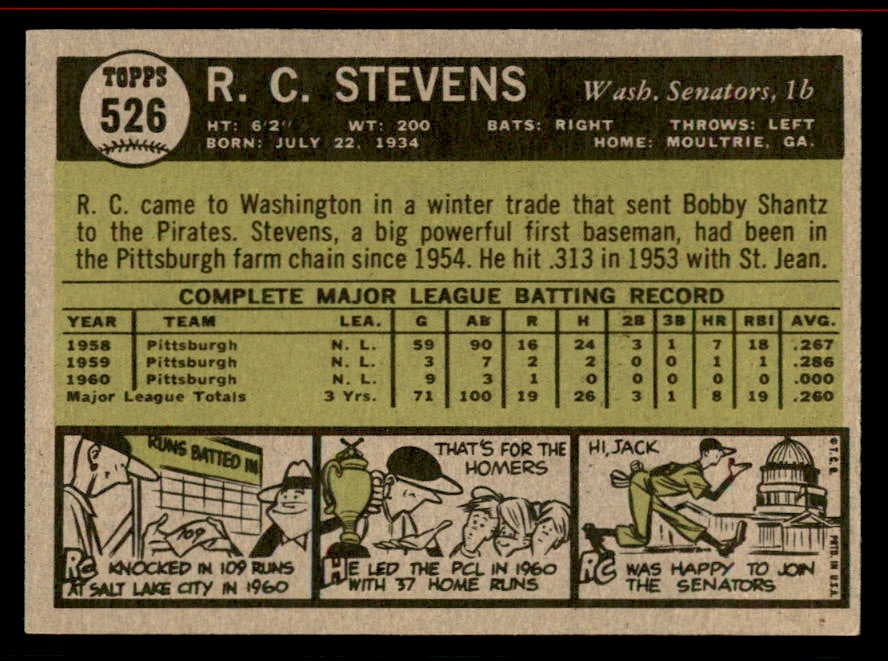 TOPPS
526
R. C. STEVENS
Wash. Senators, 1b
HT: 6'2" WT: 200 BATS: RIGHT THROWS: LEFT
BORN: JULY 22, 1934 HOME: MOULTRIE, GA.
R. C. came to Washington in a winter trade that sent Bobby Shantz
to the Pirates. Stevens, a big powerful first baseman, had been in
the Pittsburgh farm chain since 1954. He hit .313 in 1953 with St. Jean.
COMPLETE MAJOR LEAGUE BATTING RECORD
YEAR TEAM LEA. G AB R H 2B 3B HR RBI AVG.
1958 Pittsburgh N. L. 59 90 16 24 3 1 7 18 .267
1959 Pittsburgh N. L. 3 7 2 2 0 0 1 1 .286
1960 Pittsburgh N. L. 9 3 1 0 0 0 0 0 .000
Major League Totals 3 Yrs. 71 100 19 26 3 1 8 19 .260
RUNS BATTED IN
109
RC KNOCKED IN 109 RUNS
AT SALT LAKE CITY IN 1960
THAT'S FOR THE
HOMERS
HE LED THE PCL IN 1960
WITH 37 HOME RUNS
HI, JACK
RC WAS HAPPY TO JOIN
THE SENATORS
© T.C.G. PRTD. IN U.S.A.